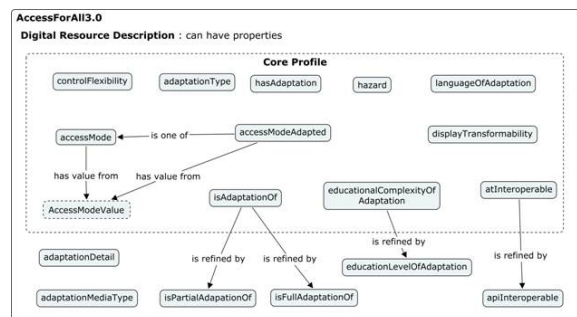 AccessForAll3.0
Digital Resource Description : can have properties
Core Profile
controlFlexibility
adaptationType
hasAdaptation
hazard
languageOfAdaptation
accessMode
is one of
accessModeAdapted
displayTransformability
has value from
has value from
AccessModeValue
isAdaptationOf
educationalComplexityOf
Adaptation
atInteroperable
is refined by
is refined by
is refined by
is refined by
adaptationDetail
educationLevelOfAdaptation
adaptationMediaType
isPartialAdapationOf
isFullAdaptationOf
apiInteroperable